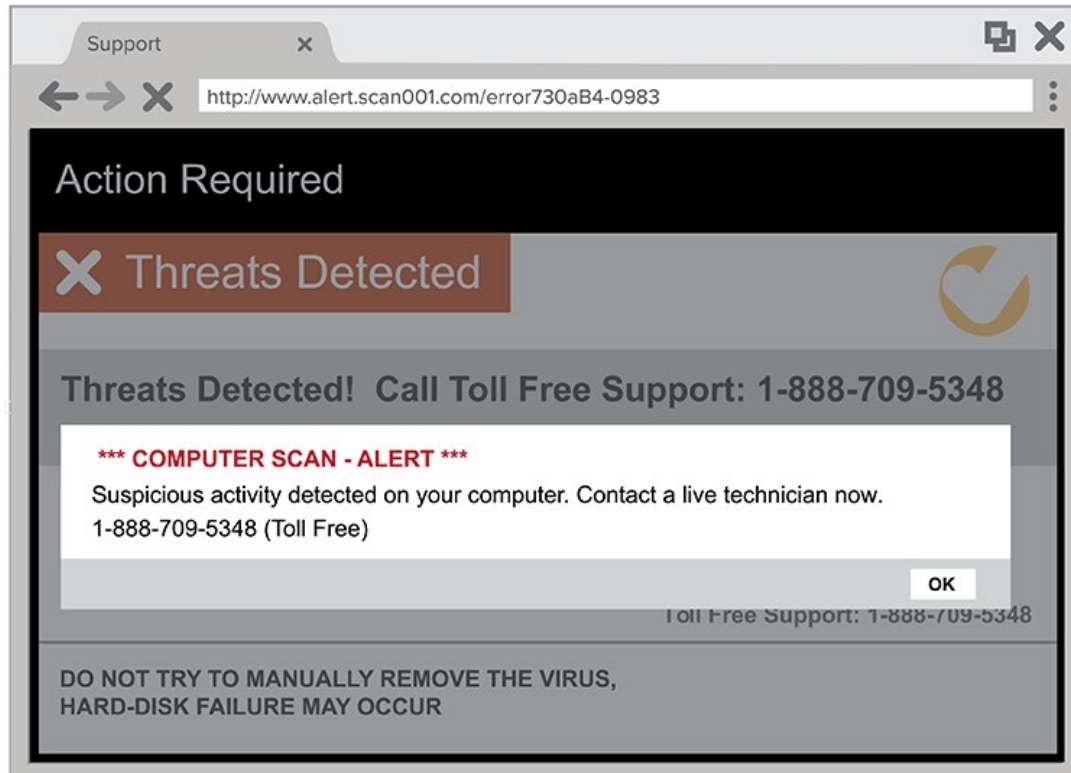 Support
http://www.alert.scan001.com/error730aB4-0983
Action Required
Threats Detected
Threats Detected! Call Toll Free Support: 1-888-709-5348
*** COMPUTER SCAN - ALERT ***
Suspicious activity detected on your computer. Contact a live technician now.
1-888-709-5348 (Toll Free)
OK
Toll Free Support: 1-888-709-5348
DO NOT TRY TO MANUALLY REMOVE THE VIRUS,
HARD-DISK FAILURE MAY OCCUR